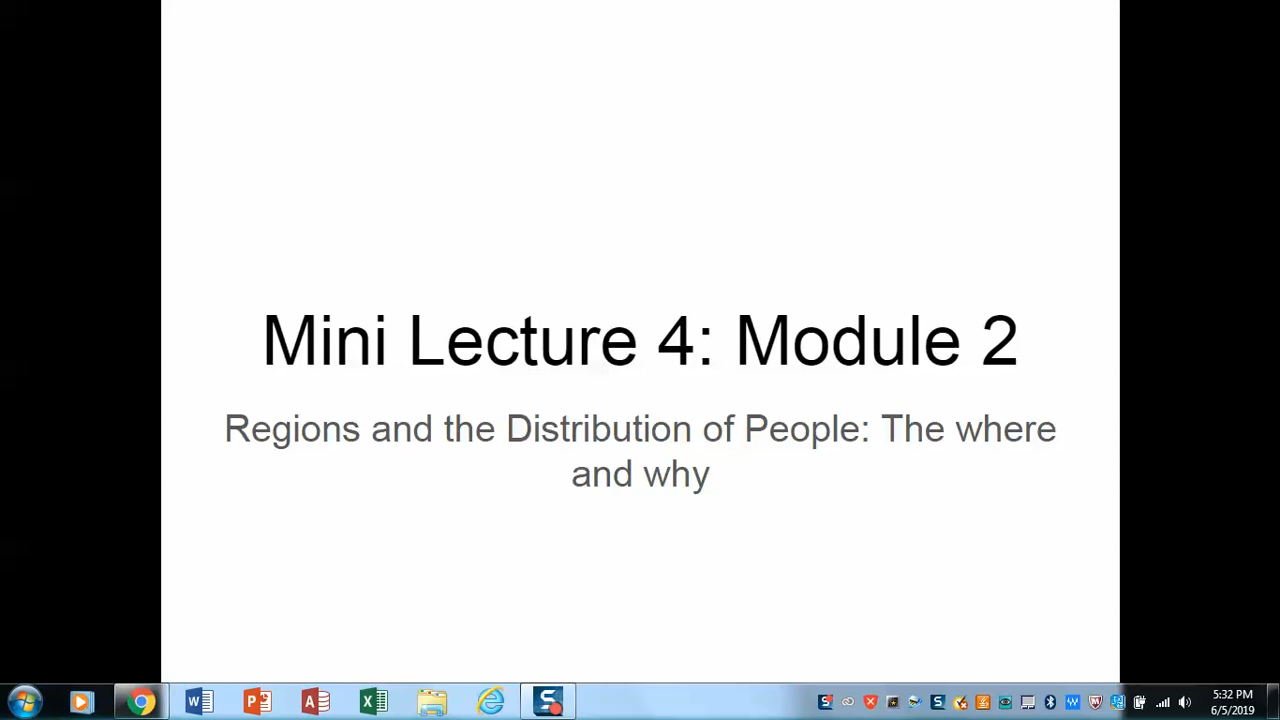 Mini Lecture 4: Module 2
Regions and the Distribution of People: The where
and why
5:32 PM
6/5/2019